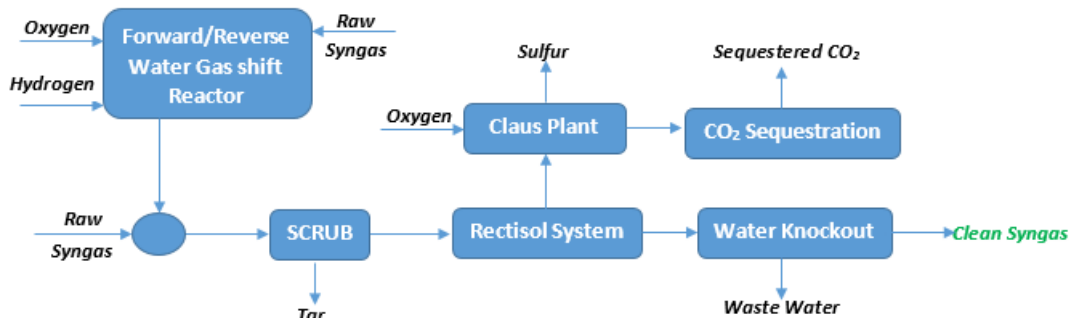 Oxygen
Hydrogen
Forward/Reverse
Water Gas shift
Reactor
Raw
Syngas
Sulfur
Sequestered CO₂
Oxygen
Claus Plant
CO₂ Sequestration
Raw
Syngas
SCRUB
Rectisol System
Water Knockout
Clean Syngas
Tar
Waste Water